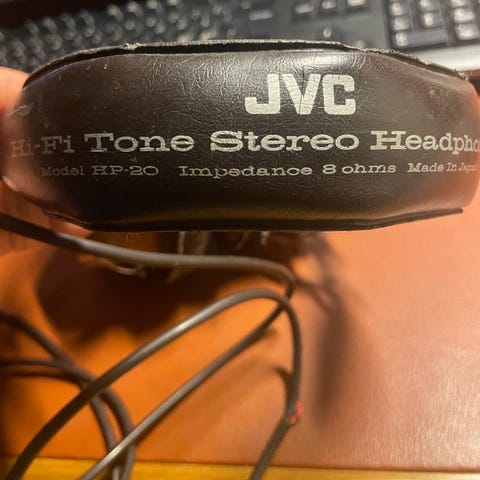 JVC
Hi-Fi Tone Stereo Headpho
Model HP-20 Impedance 8 ohms Made In Japan